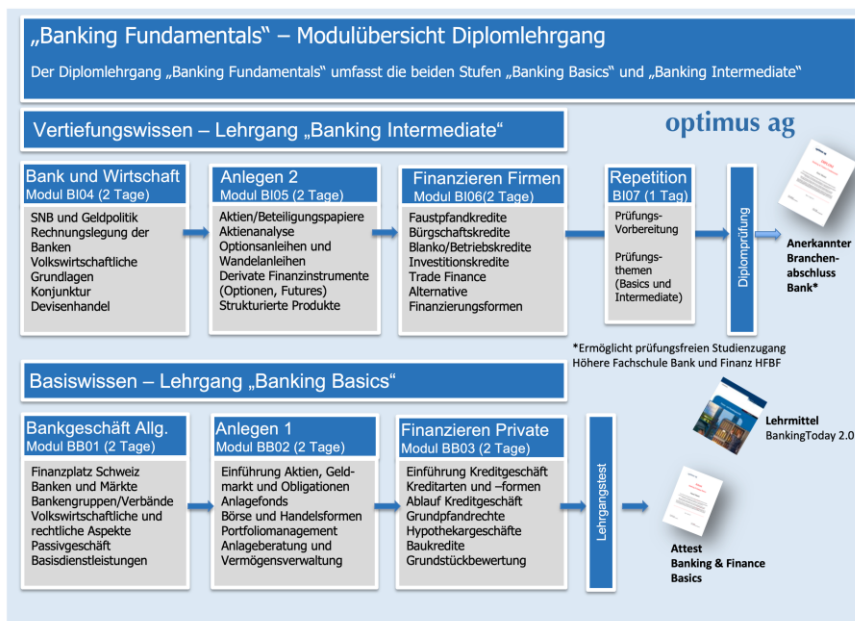 „Banking Fundamentals“ – Modulübersicht Diplomlehrgang
Der Diplomlehrgang „Banking Fundamentals“ umfasst die beiden Stufen „Banking Basics“ und „Banking Intermediate“
optimus ag
Vertiefungswissen – Lehrgang „Banking Intermediate“
Bank und Wirtschaft
Modul BI04 (2 Tage)
SNB und Geldpolitik
Rechnungslegung der
Banken
Volkswirtschaftliche
Grundlagen
Konjunktur
Devisenhandel
Anlegen 2
Modul BI05 (2 Tage)
Aktien/Beteiligungspapiere
Aktienanalyse
Optionsanleihen und
Wandelanleihen
Derivate Finanzinstrumente
(Optionen, Futures)
Strukturierte Produkte
Finanzieren Firmen
Modul BI06(2 Tage)
Faustpfandkredite
Bürgschaftskredite
Blanko/Betriebskredite
Investitionskredite
Trade Finance
Alternative
Finanzierungsformen
Repetition
BI07 (1 Tag)
Prüfungs-
Vorbereitung
Prüfungs-
themen
(Basics und
Intermediate)
Diplomprüfung
Anerkannter
Branchen-
abschluss
Bank*
*Ermöglicht prüfungsfreien Studienzugang
Höhere Fachschule Bank und Finanz HFBF
Basiswissen – Lehrgang „Banking Basics“
Bankgeschäft Allg.
Modul BB01 (2 Tage)
Finanzplatz Schweiz
Banken und Märkte
Bankengruppen/Verbände
Volkswirtschaftliche und
rechtliche Aspekte
Passivgeschäft
Basisdienstleistungen
Anlegen 1
Modul BB02 (2 Tage)
Einführung Aktien, Geld-
markt und Obligationen
Anlagefonds
Börse und Handelsformen
Portfoliomanagement
Anlageberatung und
Vermögensverwaltung
Finanzieren Private
Modul BB03 (2 Tage)
Einführung Kreditgeschäft
Kreditarten und –formen
Ablauf Kreditgeschäft
Grundpfandrechte
Hypothekargeschäfte
Baukredite
Grundstückbewertung
Lehrgangstest
Lehrmittel
BankingToday 2.0
Attest
Banking & Finance
Basics